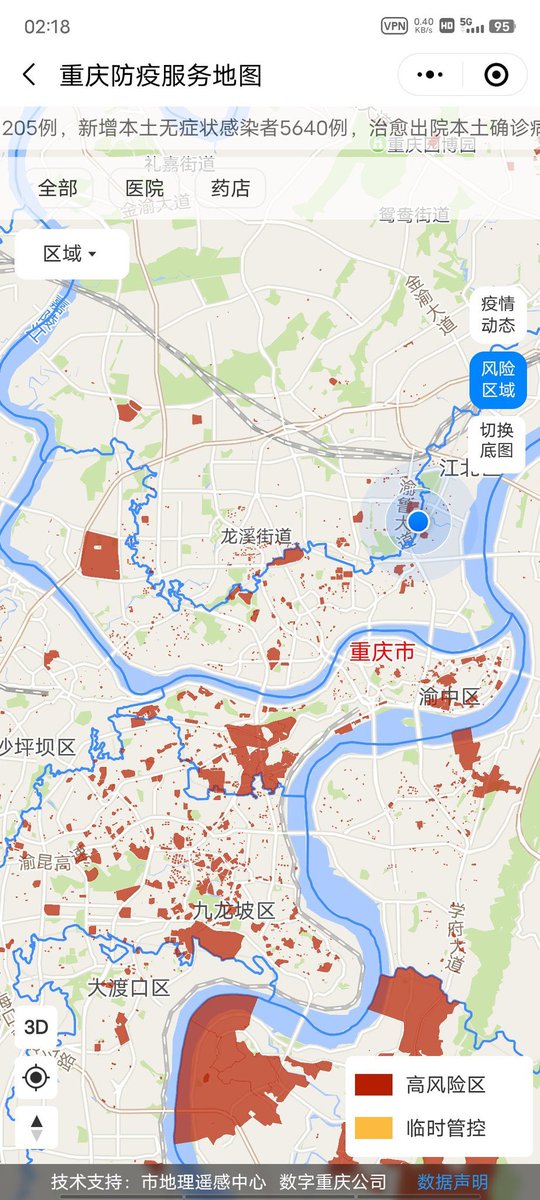 02:18
VPN 0.40 KB/s HD 5G 95
重庆防疫服务地图
205例，新增本土无症状感染者5640例，治愈出院本土确诊病
重庆园博园
礼嘉街道
全部 医院 药店
金渝大道
鸳鸯街道
区域
嘉陵江
金渝大道
疫情
动态
风险
区域
切换
底图
江北区
渝鲁大道
龙溪街道
重庆市
渝中区
沙坪坝区
渝昆高
九龙坡区
学府大道
大渡口区
3D
高风险区
临时管控
技术支持：市地理遥感中心 数字重庆公司 数据声明